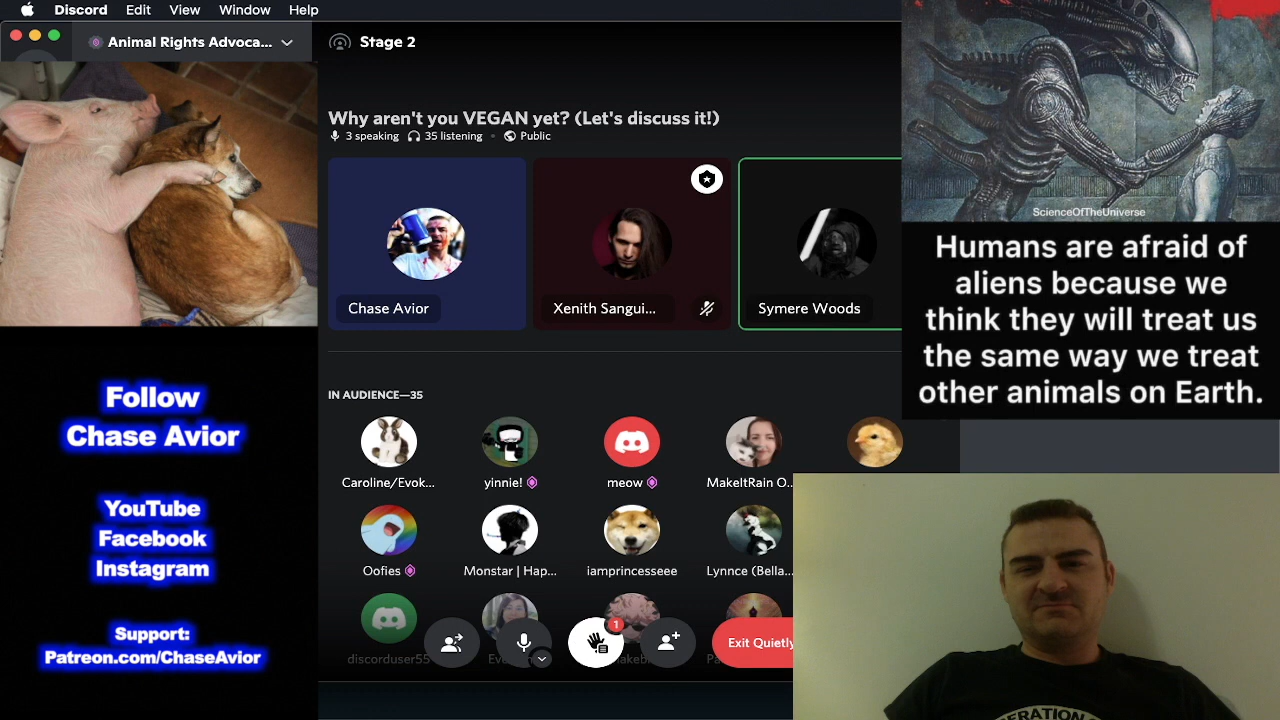 Discord Edit View Window Help
Animal Rights Advoca...
Stage 2
Why aren't you VEGAN yet? (Let's discuss it!)
3 speaking 35 listening • Public
Chase Avior
Xenith Sangui...
Symere Woods
IN AUDIENCE—35
Caroline/Evok...
yinnie!
meow
MakeItRain O...
Oofies
Monstar | Hap...
iamprincesseee
Lynnce (Bella...
discorduser55
1
Exit Quietly
ScienceOfTheUniverse
Humans are afraid of
aliens because we
think they will treat us
the same way we treat
other animals on Earth.
Follow
Chase Avior
YouTube
Facebook
Instagram
Support:
Patreon.com/ChaseAvior